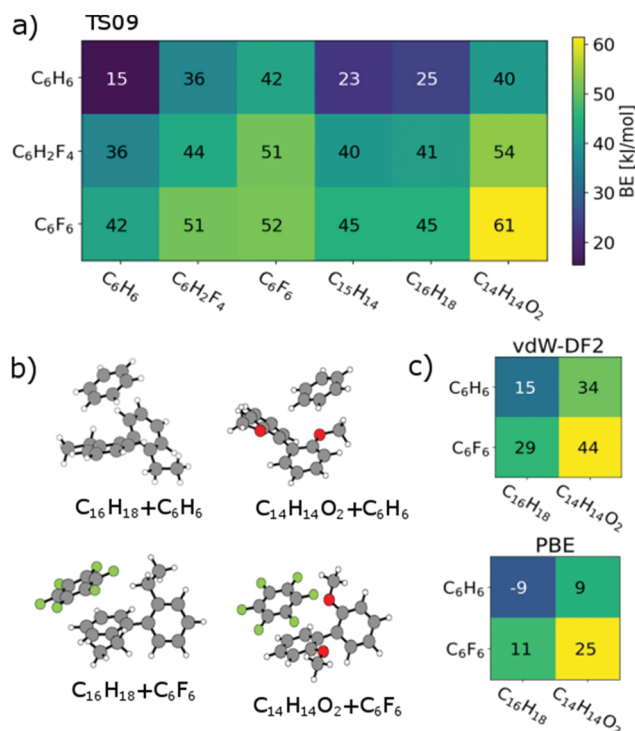 a)
TS09
C₆H₆ 15 36 42 23 25 40
C₆H₂F₄ 36 44 51 40 41 54
C₆F₆ 42 51 52 45 45 61
C₆H₆ C₆H₂F₄ C₆F₆ C₁₅H₁₄ C₁₆H₁₈ C₁₄H₁₄O₂
60
50
40
30
20
BE [kJ/mol]
b)
C₁₆H₁₈+C₆H₆
C₁₄H₁₄O₂+C₆H₆
C₁₆H₁₈+C₆F₆
C₁₄H₁₄O₂+C₆F₆
c)
vdW-DF2
C₆H₆ 15 34
C₆F₆ 29 44
C₁₆H₁₈ C₁₄H₁₄O₂
PBE
C₆H₆ -9 9
C₆F₆ 11 25
C₁₆H₁₈ C₁₄H₁₄O₂